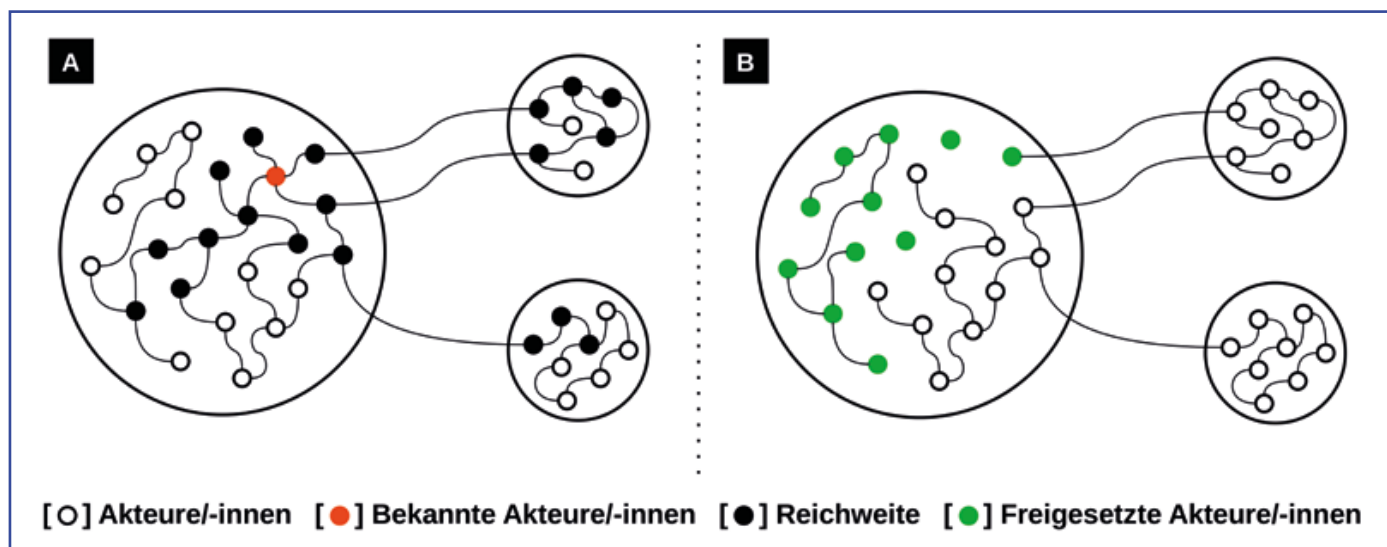 A
B
[ ] Akteure/-innen [ ] Bekannte Akteure/-innen [ ] Reichweite [ ] Freigesetzte Akteure/-innen